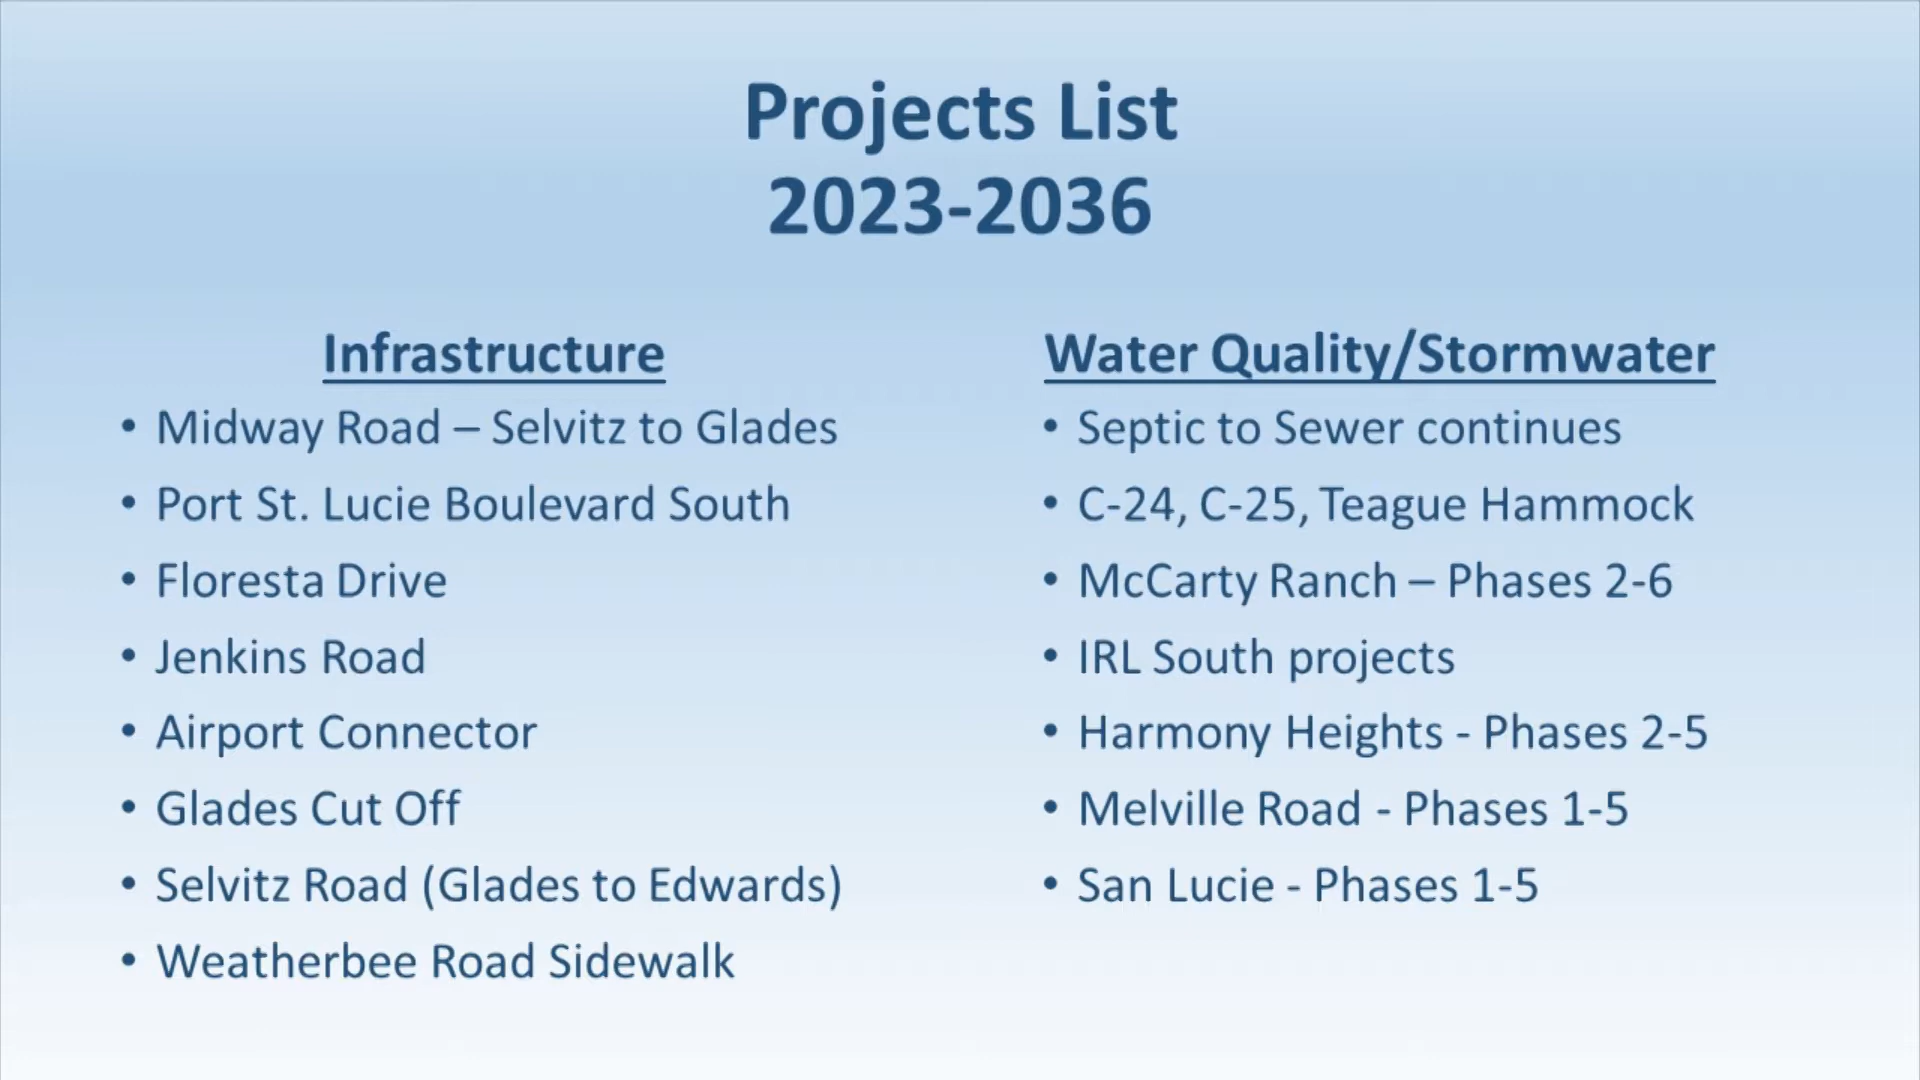 Projects List
2023-2036
Infrastructure
• Midway Road – Selvitz to Glades
• Port St. Lucie Boulevard South
• Floresta Drive
• Jenkins Road
• Airport Connector
• Glades Cut Off
• Selvitz Road (Glades to Edwards)
• Weatherbee Road Sidewalk
Water Quality/Stormwater
• Septic to Sewer continues
• C-24, C-25, Teague Hammock
• McCarty Ranch – Phases 2-6
• IRL South projects
• Harmony Heights - Phases 2-5
• Melville Road - Phases 1-5
• San Lucie - Phases 1-5